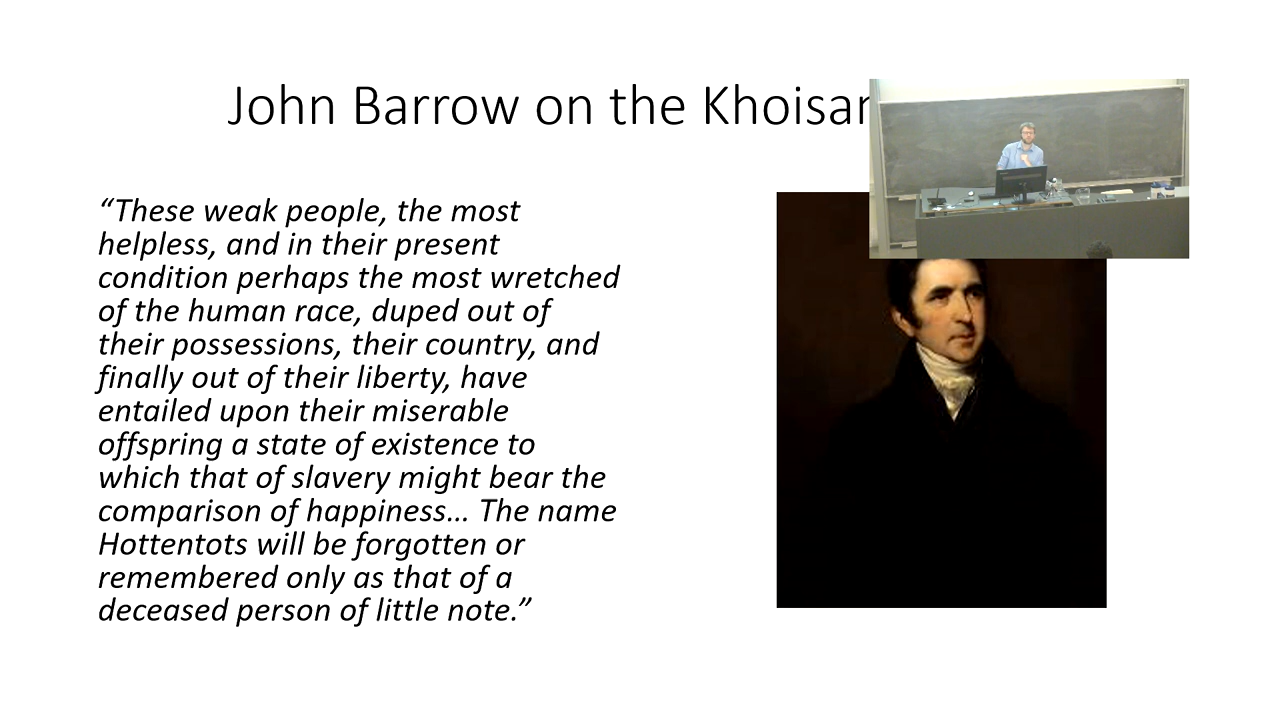 John Barrow on the Khoisan
“These weak people, the most
helpless, and in their present
condition perhaps the most wretched
of the human race, duped out of
their possessions, their country, and
finally out of their liberty, have
entailed upon their miserable
offspring a state of existence to
which that of slavery might bear the
comparison of happiness… The name
Hottentots will be forgotten or
remembered only as that of a
deceased person of little note.”